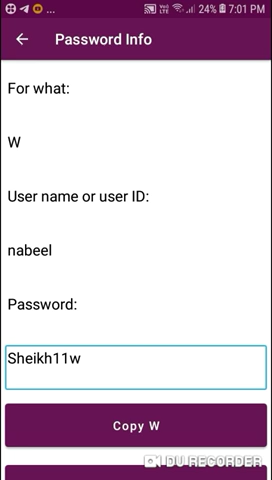 ... 24% 7:01 PM
Password Info
For what:
W
User name or user ID:
nabeel
Password:
Sheikh11w
Copy W
DU RECORDER